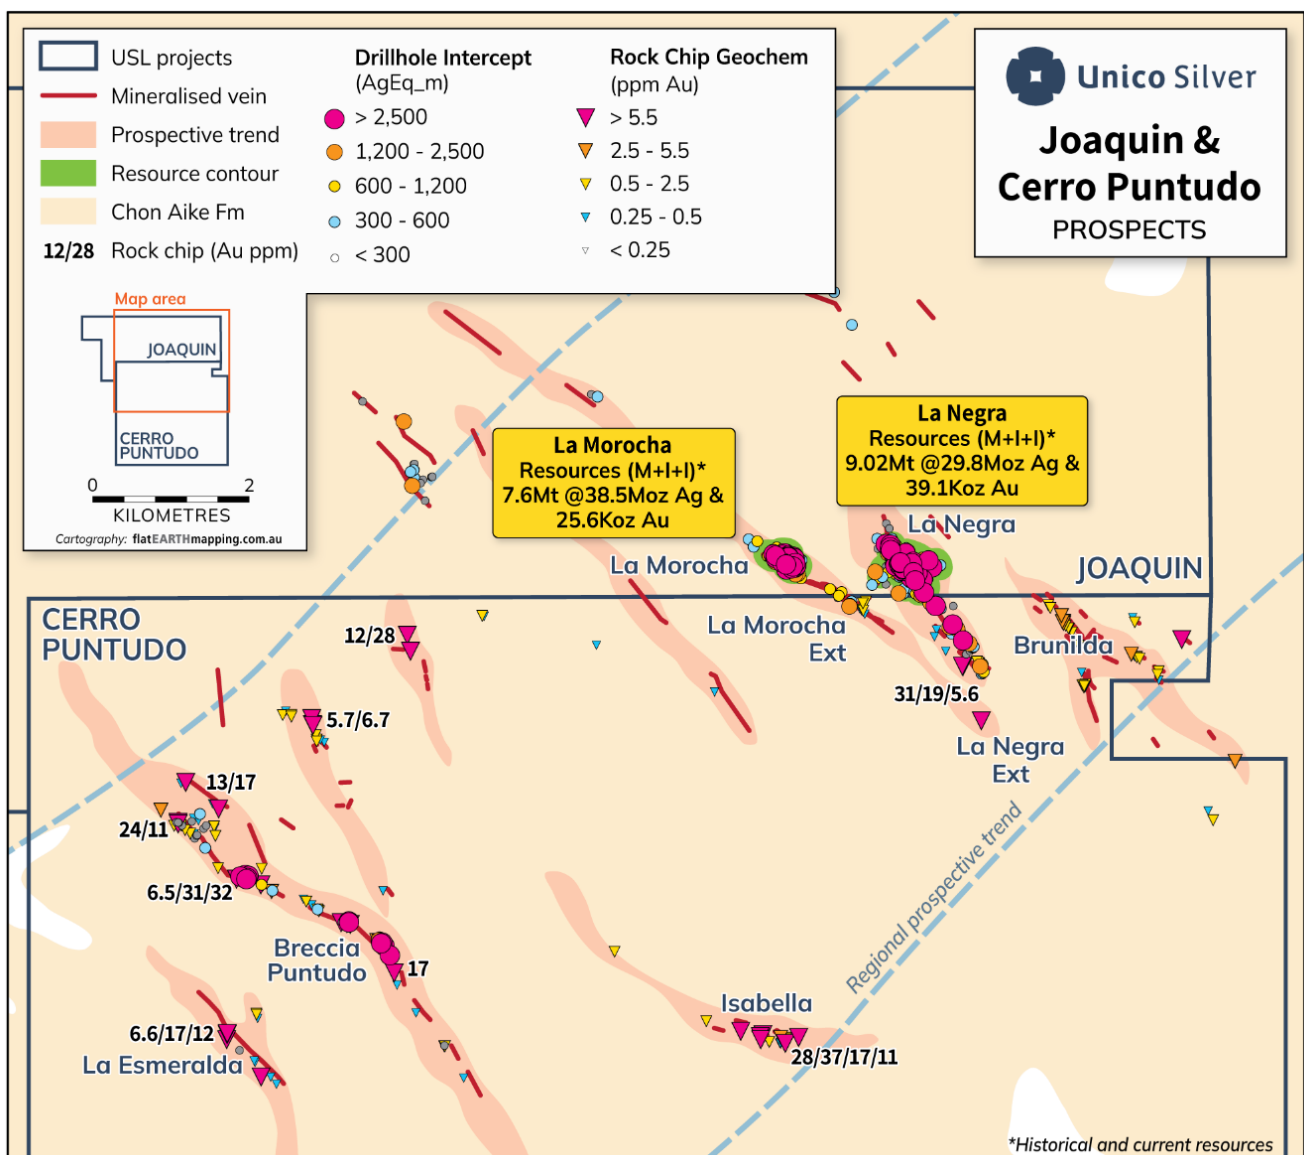 USL projects
Mineralised vein
Prospective trend
Resource contour
Chon Aike Fm
12/28 Rock chip (Au ppm)
Drillhole Intercept
(AgEq_m)
> 2,500
1,200 - 2,500
600 - 1,200
300 - 600
< 300
Rock Chip Geochem
(ppm Au)
> 5.5
2.5 - 5.5
0.5 - 2.5
0.25 - 0.5
< 0.25
Map area
JOAQUIN
CERRO
PUNTUDO
0 2
KILOMETRES
Cartography: flatEARTHmapping.com.au
Unico Silver
Joaquin &
Cerro Puntudo
PROSPECTS
La Morocha
Resources (M+I+I)*
7.6Mt @38.5Moz Ag &
25.6Koz Au
La Negra
Resources (M+I+I)*
9.02Mt @29.8Moz Ag &
39.1Koz Au
La Negra
La Morocha
JOAQUIN
CERRO
PUNTUDO
12/28
La Morocha
Ext
Brunilda
31/19/5.6
5.7/6.7
La Negra
Ext
13/17
24/11
6.5/31/32
Regional prospective trend
Breccia
Puntudo
17
Isabella
6.6/17/12
28/37/17/11
La Esmeralda
*Historical and current resources